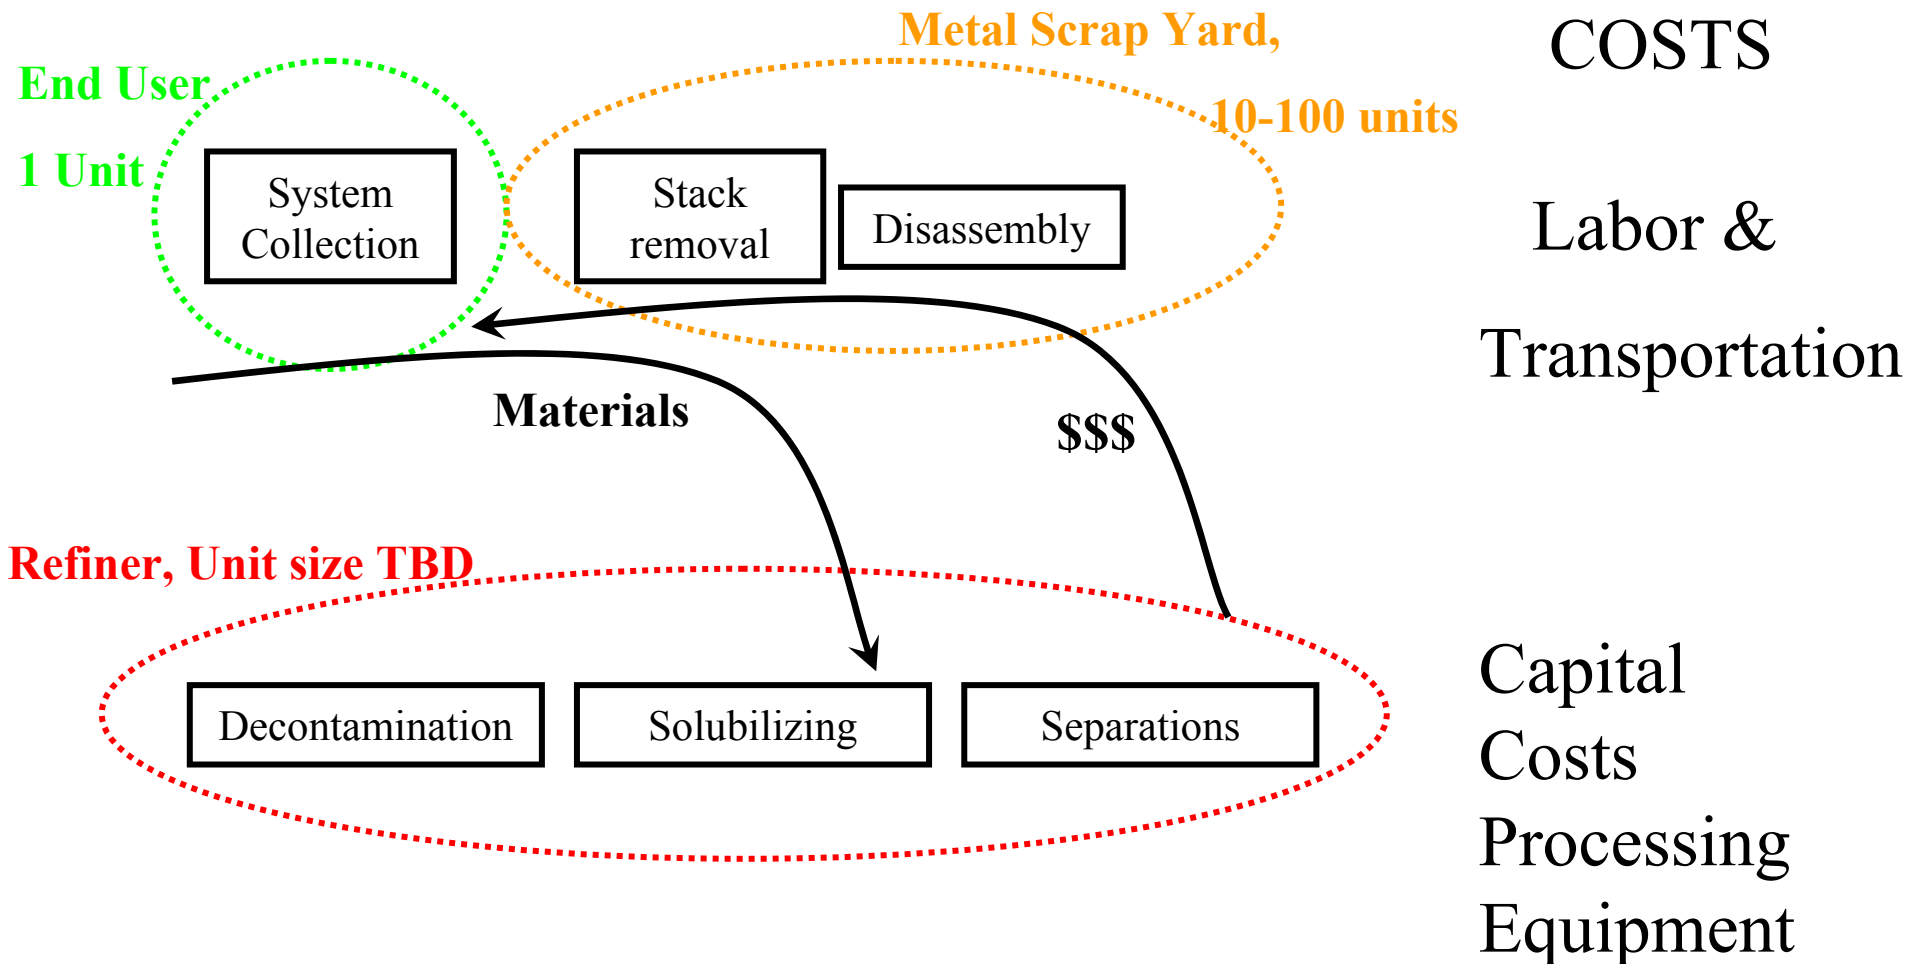 Metal Scrap Yard,
10-100 units
COSTS
End User
1 Unit
System
Collection
Stack
removal
Disassembly
Labor &
Transportation
Materials
$$$
Refiner, Unit size TBD
Decontamination
Solubilizing
Separations
Capital
Costs
Processing
Equipment